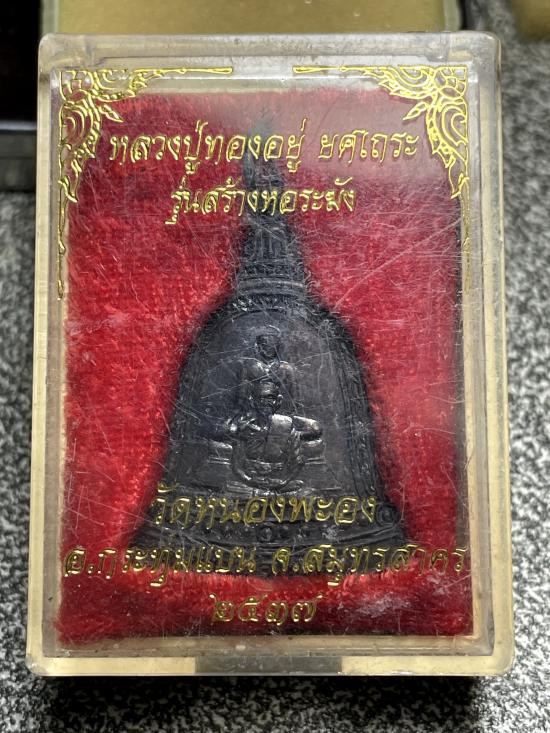 หลวงปู่ทองอยู่ ยศเถระ
รุ่นสร้างหอระฆัง
วัดหนองพะอง
อ.กระทุ่มแบน จ.สมุทรสาคร
๒๕๓๗